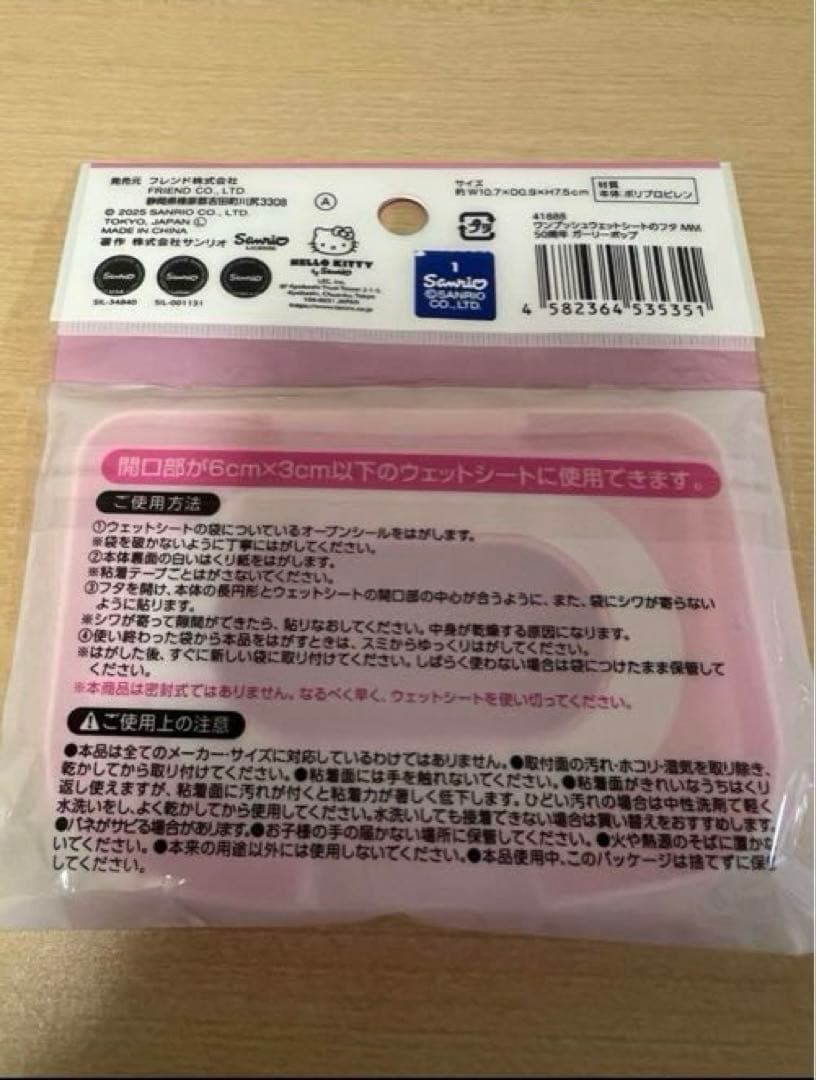 発売元 フレンド株式会社
FRIEND CO., LTD.
静岡県榛原郡吉田町川尻3308
© 2025 SANRIO CO., LTD.
TOKYO, JAPAN Ⓛ
MADE IN CHINA
著作 株式会社サンリオ
Sanrio
SIL-34840 SIL-001131
A
HELLO KITTY
by Sanrio
LEC, Inc.
104-0031 JAPAN
1
Sanrio
©SANRIO
CO., LTD.
サイズ
約W10.7×D0.9×H7.5cm
材質
本体:ポリプロピレン
プラ
41888
ワンプッシュウェットシートのフタ MM
50周年 ガーリーポップ
4 582364 535351
開口部が6cm×3cm以下のウェットシートに使用できます。
ご使用方法
①ウェットシートの袋についているオープンシールをはがします。
※袋を破かないように丁寧にはがしてください。
②本体裏面の白いはくり紙をはがします。
※粘着テープごとはがさないでください。
③フタを開け、本体の長円形とウェットシートの開口部の中心が合うように、また、袋にシワが寄らない
ように貼ります。
※シワが寄って隙間ができたら、貼りなおしてください。中身が乾燥する原因になります。
④使い終わった袋から本品をはがすときは、スミからゆっくりはがしてください。
※はがした後、すぐに新しい袋に取り付けてください。しばらく使わない場合は袋につけたまま保管して
ください。
※本商品は密封式ではありません。なるべく早く、ウェットシートを使い切ってください。
ご使用上の注意
●本品は全てのメーカー・サイズに対応しているわけではありません。●取付面の汚れ・ホコリ・湿気を取り除き、
乾かしてから取り付けてください。●粘着面には手を触れないでください。●粘着面がきれいなうちはくり
返し使えますが、粘着面に汚れが付くと粘着力が著しく低下します。ひどい汚れの場合は中性洗剤で軽く
水洗いをし、よく乾かしてから使用してください。水洗いしても接着できない場合は買い替えをおすすめします。
●バネがサビる場合があります。●お子様の手の届かない場所に保管してください。●火や熱源のそばに置かな
いでください。●本来の用途以外には使用しないでください。●本品使用中、このパッケージは捨てずに保管
してください。